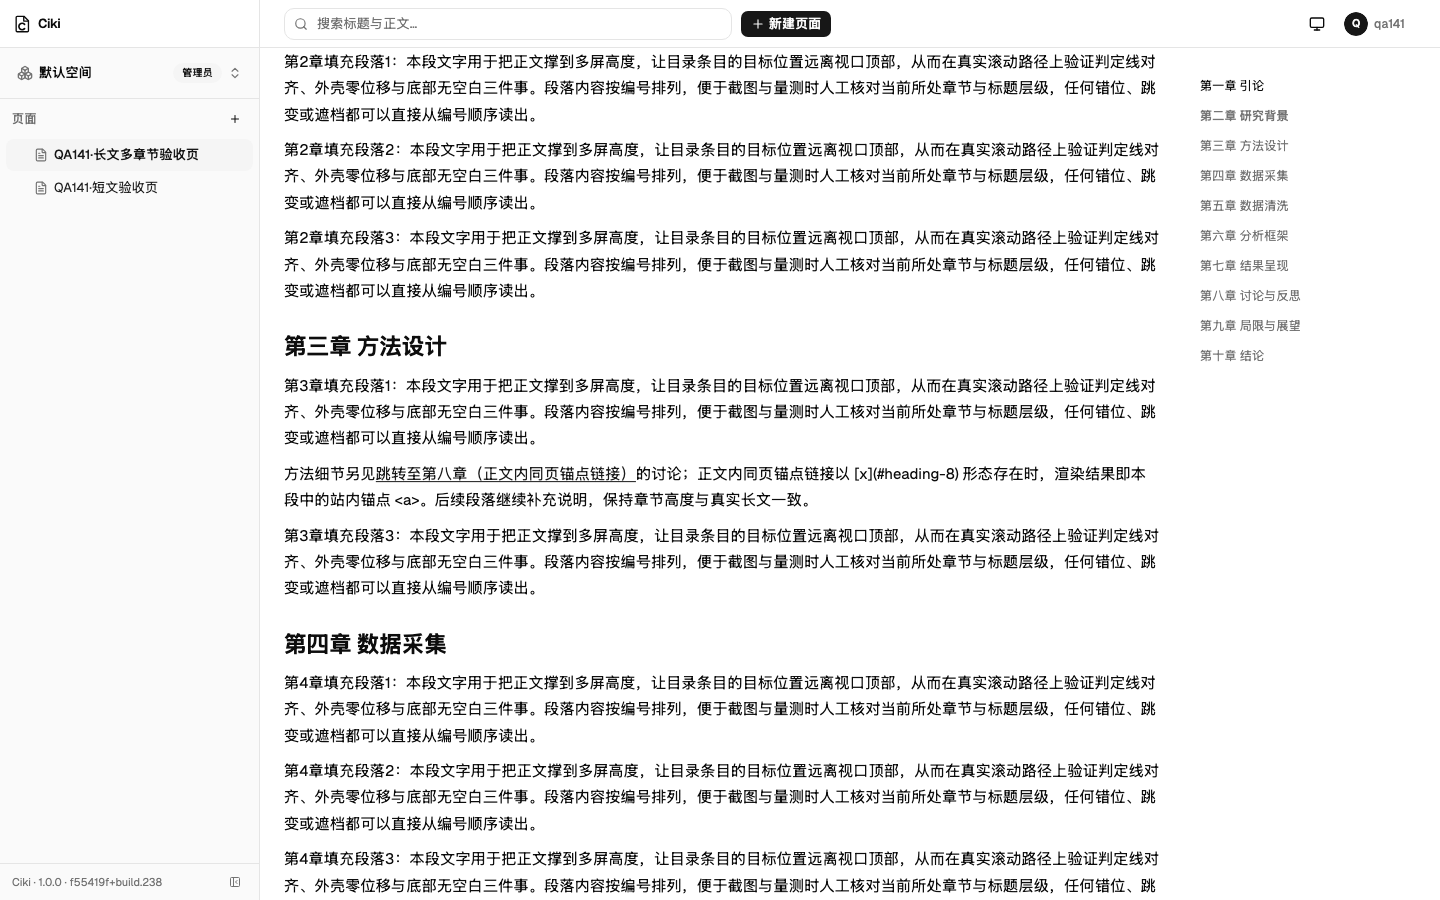 Ciki
搜索标题与正文...
新建页面
Q
qa141
默认空间
管理员
页面
QA141·长文多章节验收页
QA141·短文验收页
Ciki · 1.0.0 · f55419f+build.238
第2章填充段落1：本段文字用于把正文撑到多屏高度，让目录条目的目标位置远离视口顶部，从而在真实滚动路径上验证判定线对
齐、外壳零位移与底部无空白三件事。段落内容按编号排列，便于截图与量测时人工核对当前所处章节与标题层级，任何错位、跳
变或遮档都可以直接从编号顺序读出。
第2章填充段落2：本段文字用于把正文撑到多屏高度，让目录条目的目标位置远离视口顶部，从而在真实滚动路径上验证判定线对
齐、外壳零位移与底部无空白三件事。段落内容按编号排列，便于截图与量测时人工核对当前所处章节与标题层级，任何错位、跳
变或遮档都可以直接从编号顺序读出。
第2章填充段落3：本段文字用于把正文撑到多屏高度，让目录条目的目标位置远离视口顶部，从而在真实滚动路径上验证判定线对
齐、外壳零位移与底部无空白三件事。段落内容按编号排列，便于截图与量测时人工核对当前所处章节与标题层级，任何错位、跳
变或遮档都可以直接从编号顺序读出。
第三章 方法设计
第3章填充段落1：本段文字用于把正文撑到多屏高度，让目录条目的目标位置远离视口顶部，从而在真实滚动路径上验证判定线对
齐、外壳零位移与底部无空白三件事。段落内容按编号排列，便于截图与量测时人工核对当前所处章节与标题层级，任何错位、跳
变或遮档都可以直接从编号顺序读出。
方法细节另见跳转至第八章（正文内同页锚点链接）的讨论；正文内同页锚点链接以 [x](#heading-8) 形态存在时，渲染结果即本
段中的站内锚点 <a>。后续段落继续补充说明，保持章节高度与真实长文一致。
第3章填充段落3：本段文字用于把正文撑到多屏高度，让目录条目的目标位置远离视口顶部，从而在真实滚动路径上验证判定线对
齐、外壳零位移与底部无空白三件事。段落内容按编号排列，便于截图与量测时人工核对当前所处章节与标题层级，任何错位、跳
变或遮档都可以直接从编号顺序读出。
第四章 数据采集
第4章填充段落1：本段文字用于把正文撑到多屏高度，让目录条目的目标位置远离视口顶部，从而在真实滚动路径上验证判定线对
齐、外壳零位移与底部无空白三件事。段落内容按编号排列，便于截图与量测时人工核对当前所处章节与标题层级，任何错位、跳
变或遮档都可以直接从编号顺序读出。
第4章填充段落2：本段文字用于把正文撑到多屏高度，让目录条目的目标位置远离视口顶部，从而在真实滚动路径上验证判定线对
齐、外壳零位移与底部无空白三件事。段落内容按编号排列，便于截图与量测时人工核对当前所处章节与标题层级，任何错位、跳
变或遮档都可以直接从编号顺序读出。
第4章填充段落3：本段文字用于把正文撑到多屏高度，让目录条目的目标位置远离视口顶部，从而在真实滚动路径上验证判定线对
齐、外壳零位移与底部无空白三件事。段落内容按编号排列，便于截图与量测时人工核对当前所处章节与标题层级，任何错位、跳
第一章 引论
第二章 研究背景
第三章 方法设计
第四章 数据采集
第五章 数据清洗
第六章 分析框架
第七章 结果呈现
第八章 讨论与反思
第九章 局限与展望
第十章 结论